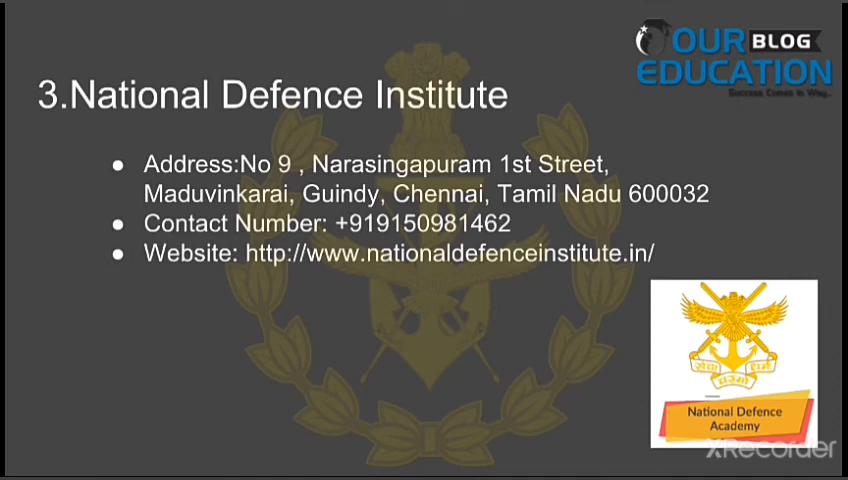 OUR BLOG
EDUCATION
Success Comes In Way..
3.National Defence Institute
● Address:No 9 , Narasingapuram 1st Street,
Maduvinkarai, Guindy, Chennai, Tamil Nadu 600032
● Contact Number: +919150981462
● Website: http://www.nationaldefenceinstitute.in/
National Defence
Academy
XRecorder